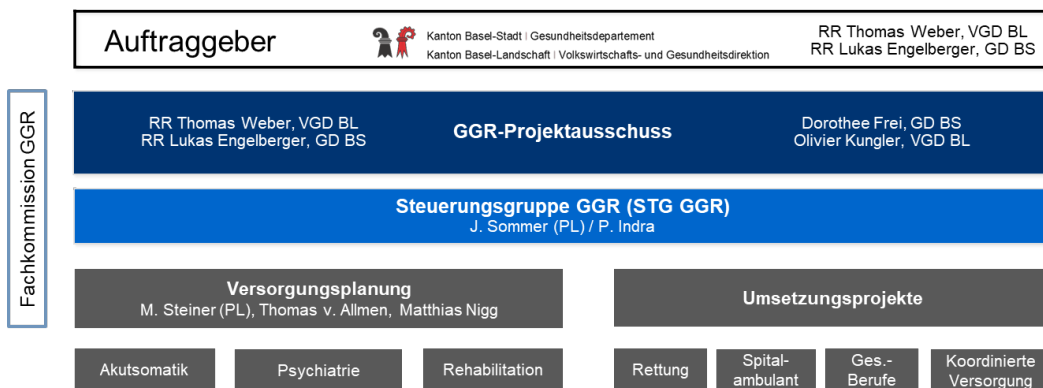 Auftraggeber
Kanton Basel-Stadt | Gesundheitsdepartement
Kanton Basel-Landschaft | Volkswirtschafts- und Gesundheitsdirektion
RR Thomas Weber, VGD BL
RR Lukas Engelberger, GD BS
Fachkommission GGR
RR Thomas Weber, VGD BL
RR Lukas Engelberger, GD BS
GGR-Projektausschuss
Dorothee Frei, GD BS
Olivier Kungler, VGD BL
Steuerungsgruppe GGR (STG GGR)
J. Sommer (PL) / P. Indra
Versorgungsplanung
M. Steiner (PL), Thomas v. Allmen, Matthias Nigg
Umsetzungsprojekte
Akutsomatik
Psychiatrie
Rehabilitation
Rettung
Spital-
ambulant
Ges.-
Berufe
Koordinierte
Versorgung